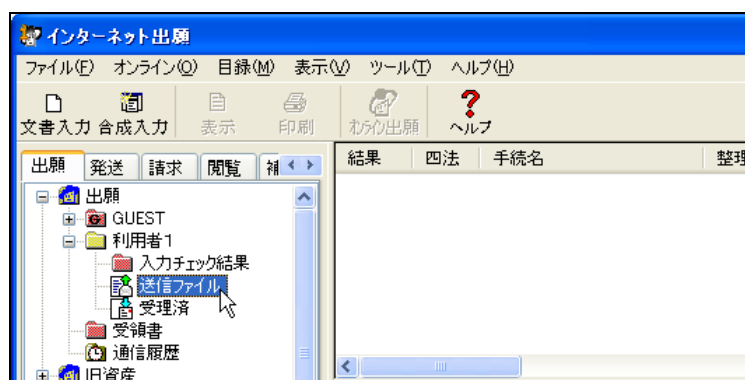 インターネット出願
ファイル(F) オンライン(O) 目録(M) 表示(V) ツール(T) ヘルプ(H)
文書入力 合成入力 表示 印刷 オンライン出願 ヘルプ
出願 発送 請求 閲覧 補
結果 四法 手続名 整理
出願
GUEST
利用者1
入力チェック結果
送信ファイル
受理済
受領書
通信履歴
旧資産